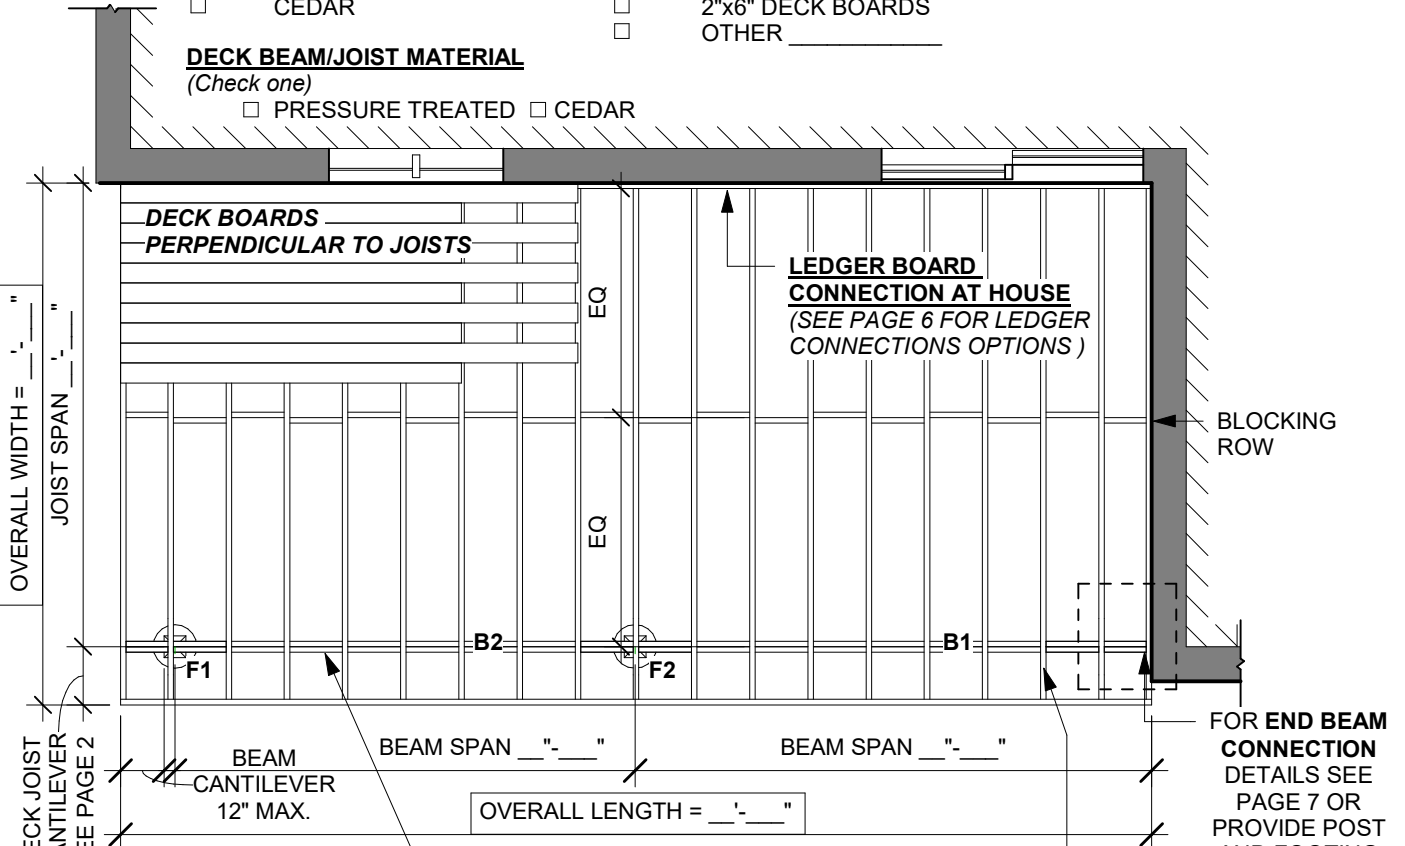 ☐ CEDAR ☐ 2"x6" DECK BOARDS
☐ OTHER ____________
DECK BEAM/JOIST MATERIAL
(Check one)
☐ PRESSURE TREATED ☐ CEDAR
DECK BOARDS
PERPENDICULAR TO JOISTS
LEDGER BOARD
CONNECTION AT HOUSE
(SEE PAGE 6 FOR LEDGER
CONNECTIONS OPTIONS )
EQ
EQ
OVERALL WIDTH = __'-___"
JOIST SPAN __'-___"
BLOCKING
ROW
B2
B1
F1
F2
BEAM SPAN __"-___"
BEAM SPAN __"-___"
BEAM
CANTILEVER
12" MAX.
OVERALL LENGTH = __'-___"
FOR END BEAM
CONNECTION
DETAILS SEE
PAGE 7 OR
PROVIDE POST